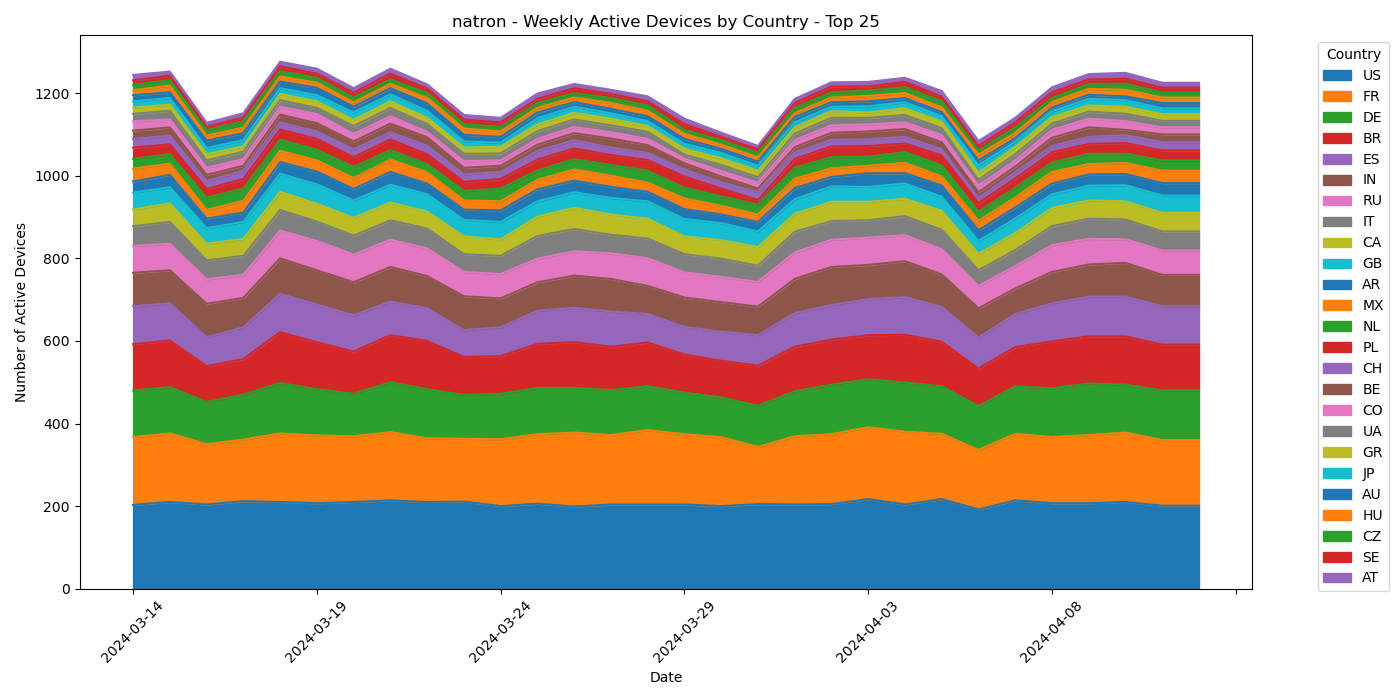 natron - Weekly Active Devices by Country - Top 25
Number of Active Devices
1200
1000
800
600
400
200
0
2024-03-14
2024-03-19
2024-03-24
2024-03-29
2024-04-03
2024-04-08
Date
Country
US
FR
DE
BR
ES
IN
RU
IT
CA
GB
AR
MX
NL
PL
CH
BE
CO
UA
GR
JP
AU
HU
CZ
SE
AT